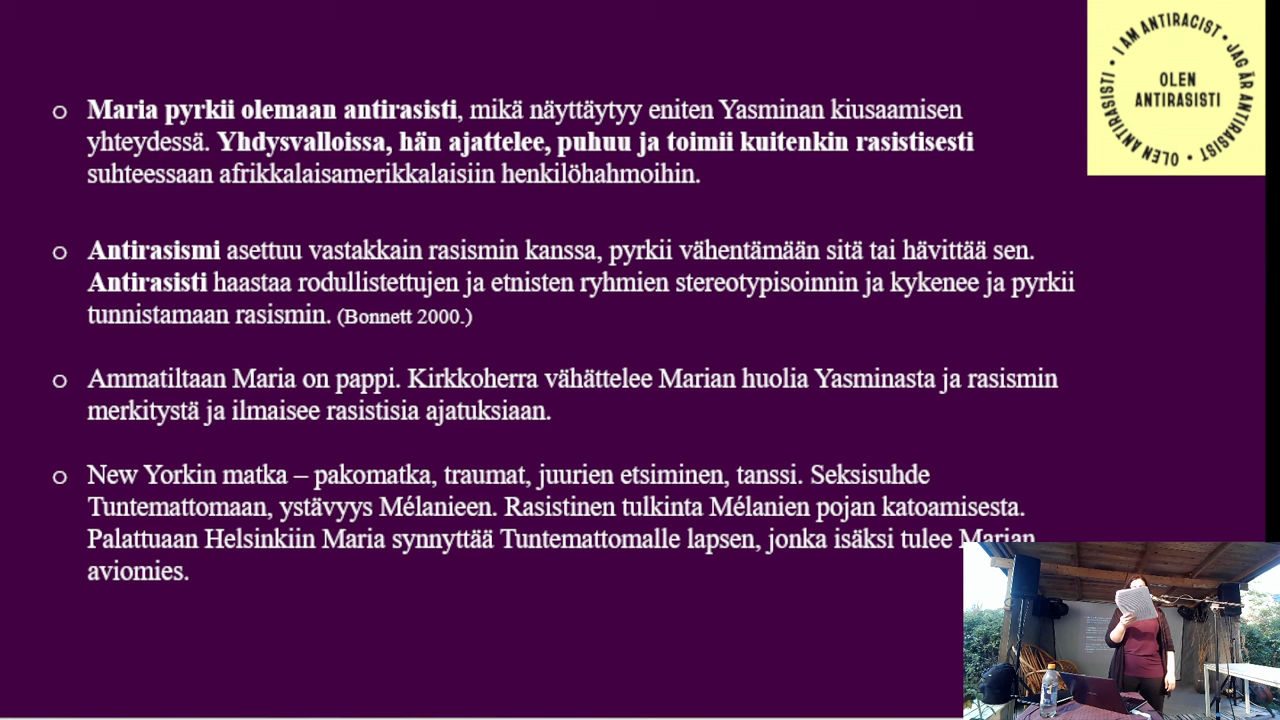 Maria pyrkii olemaan antirasisti, mikä näyttäytyy eniten Yasminan kiusaamisen
yhteydessä. Yhdysvalloissa, hän ajattelee, puhuu ja toimii kuitenkin rasistisesti
suhteessaan afrikkalaisamerikkalaisiin henkilöhahmoihin.
Antirasismi asettuu vastakkain rasismin kanssa, pyrkii vähentämään sitä tai hävittää sen.
Antirasisti haastaa rodullistettujen ja etnisten ryhmien stereotypisoinnin ja kykenee ja pyrkii
tunnistamaan rasismin. (Bonnett 2000.)
Ammatiltaan Maria on pappi. Kirkkoherra vähättelee Marian huolia Yasminasta ja rasismin
merkitystä ja ilmaisee rasistisia ajatuksiaan.
New Yorkin matka – pakomatka, traumat, juurien etsiminen, tanssi. Seksisuhde
Tuntemattomaan, ystävyys Mélanieen. Rasistinen tulkinta Mélanien pojan katoamisesta.
Palattuaan Helsinkiin Maria synnyttää Tuntemattomalle lapsen, jonka isäksi tulee Marian
aviomies.
I AM ANTIRACIST • JAG ÄR ANTIRASIST • OLEN ANTIRASISTI •
OLEN
ANTIRASISTI